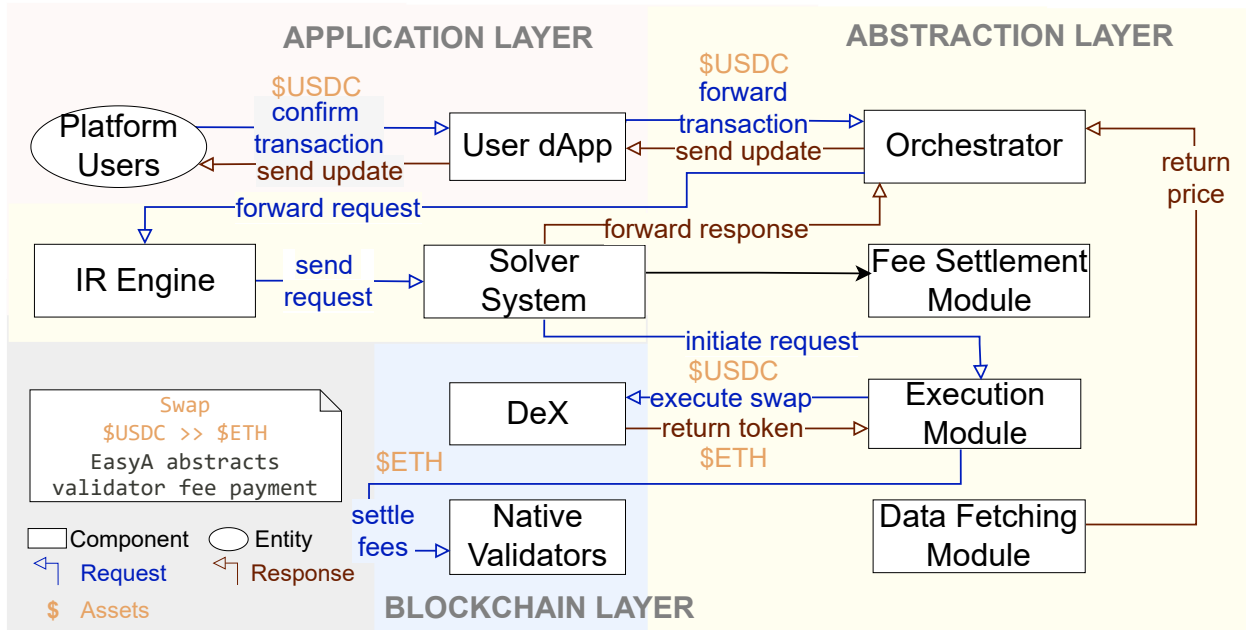 APPLICATION LAYER
ABSTRACTION LAYER
$USDC
confirm
transaction
send update
Platform
Users
User dApp
$USDC
forward
transaction
send update
Orchestrator
return
price
forward request
forward response
IR Engine
send
request
Solver
System
Fee Settlement
Module
initiate request
$USDC
execute swap
return token
$ETH
DeX
Execution
Module
Swap
$USDC >> $ETH
EasyA abstracts
validator fee payment
$ETH
settle
fees
Native
Validators
Data Fetching
Module
Component
Entity
Request
Response
$ Assets
BLOCKCHAIN LAYER